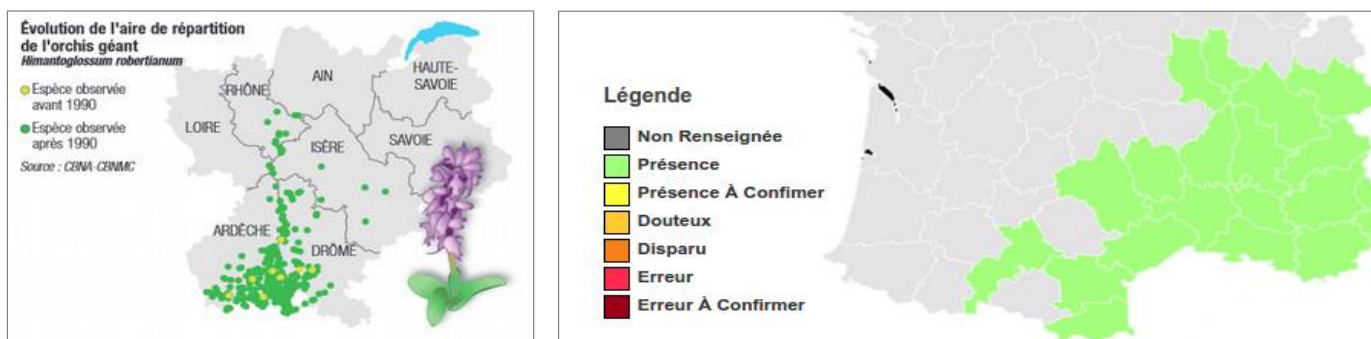 Évolution de l'aire de répartition
de l'orchis géant
Himantoglossum robertianum
Espèce observée
avant 1990
Espèce observée
après 1990
Source : CBNA-CBNMC
AIN
HAUTE-
SAVOIE
RHÔNE
LOIRE
ISÈRE
SAVOIE
ARDÈCHE
DRÔME
Légende
Non Renseignée
Présence
Présence À Confimer
Douteux
Disparu
Erreur
Erreur À Confirmer